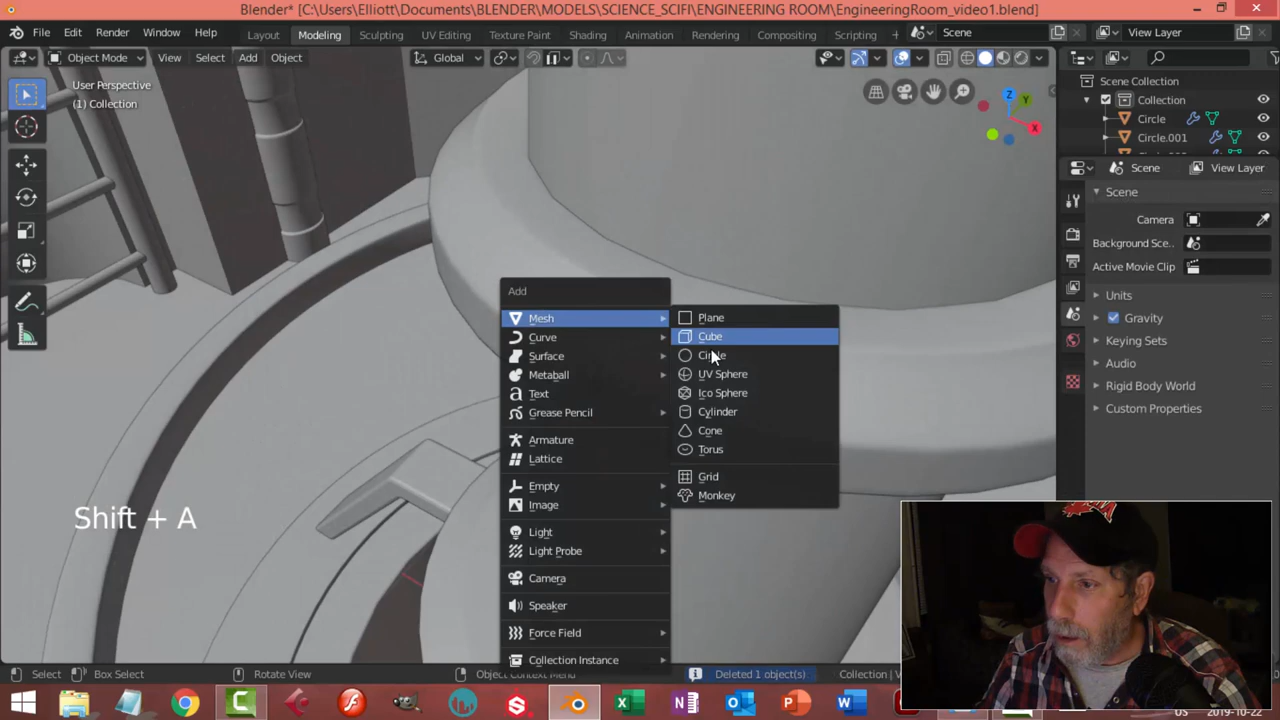 Blender* [C:\Users\Elliott\Documents\BLENDER\MODELS\SCIENCE_SCIFI\ENGINEERING ROOM\EngineeringRoom_video1.blend]
File Edit Render Window Help Layout Modeling Sculpting UV Editing Texture Paint Shading Animation Rendering Compositing Scripting + Scene View Layer
Object Mode View Select Add Object Global
User Perspective
(1) Collection
Z
Y
X
Scene Collection
Collection
Circle
Circle.001
Scene View Layer
Scene
Camera
Background Sce..
Active Movie Clip
Units
Gravity
Keying Sets
Audio
Rigid Body World
Custom Properties
Add
Mesh
Curve
Surface
Metaball
Text
Grease Pencil
Armature
Lattice
Empty
Image
Light
Light Probe
Camera
Speaker
Force Field
Collection Instance
Plane
Cube
Circle
UV Sphere
Ico Sphere
Cylinder
Cone
Torus
Grid
Monkey
Shift + A
Select Box Select Rotate View Object Context Menu Deleted 1 object(s) Collection | V
US 2019-10-22